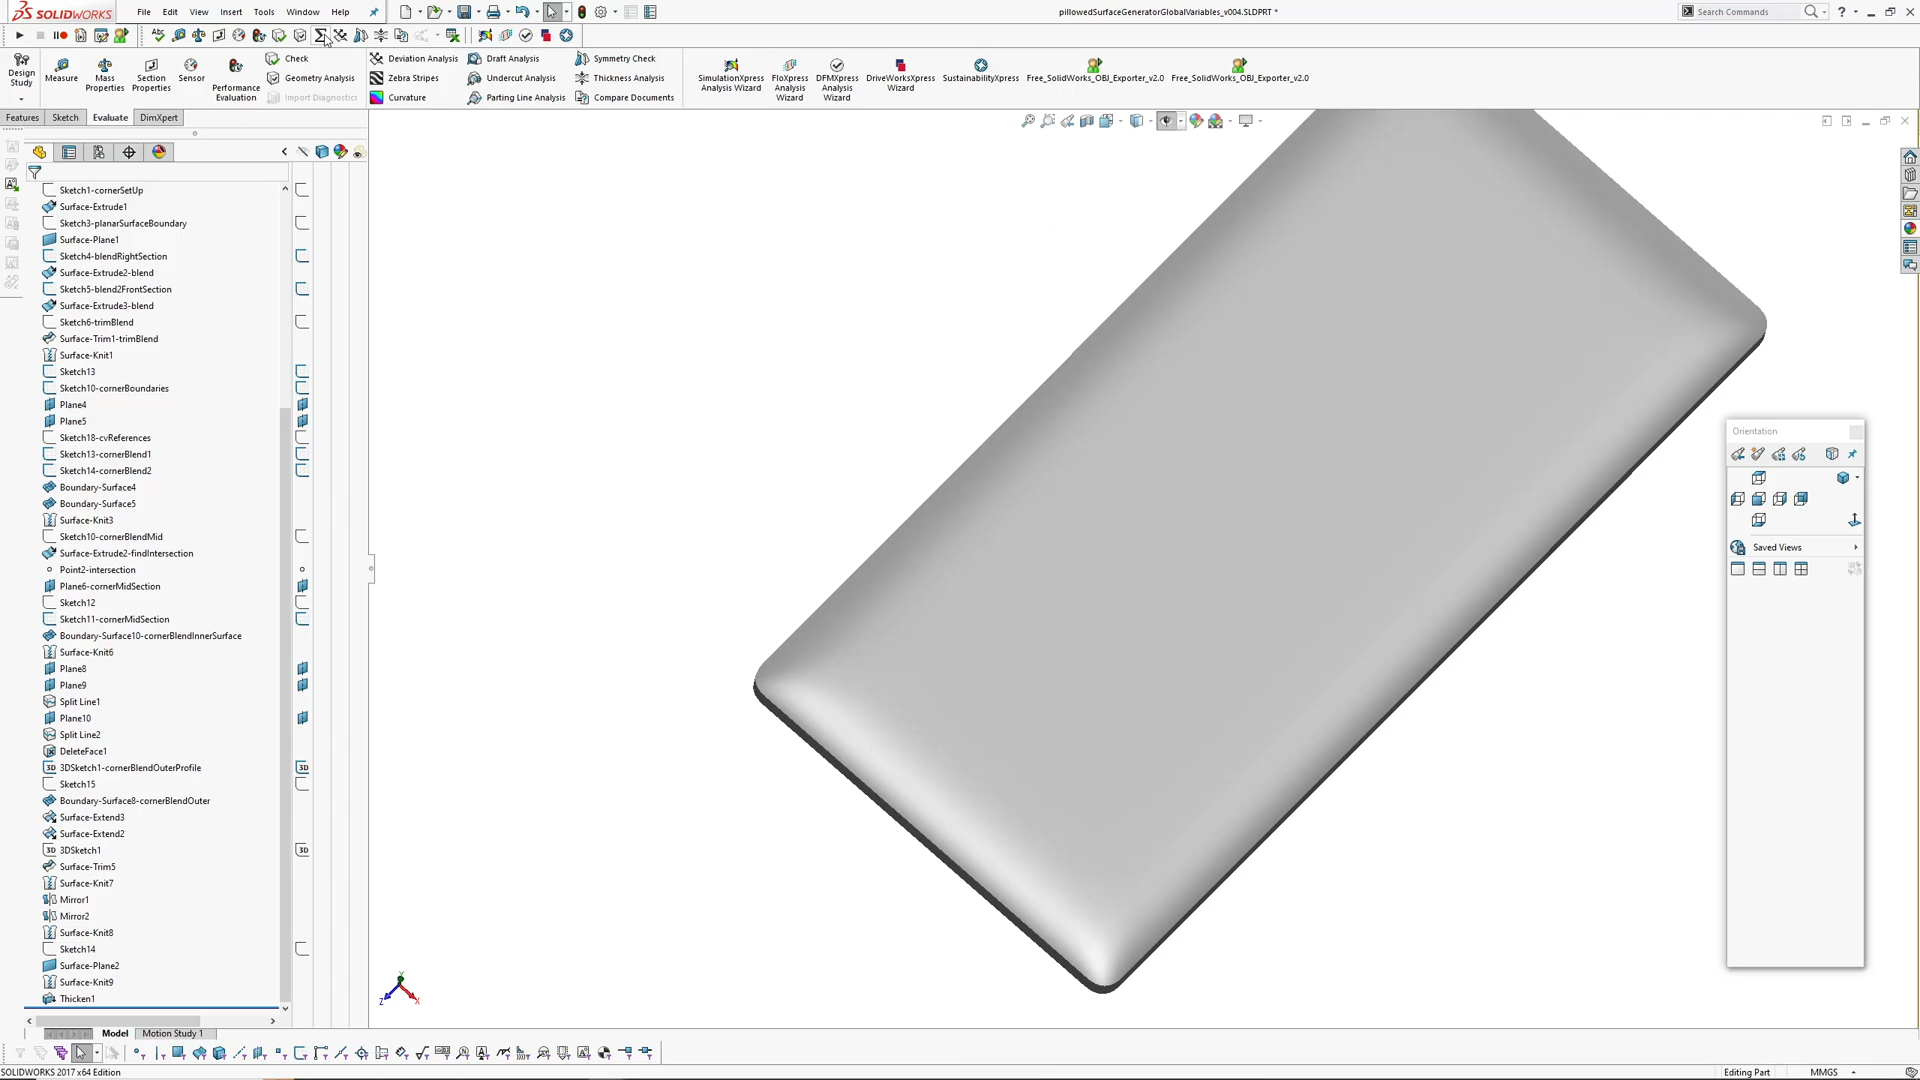 SOLIDWORKS File Edit View Insert Tools Window Help pillowedSurfaceGeneratorGlobalVariables_v004.SLDPRT * Search Commands
Design Study
Measure
Mass Properties
Section Properties
Sensor
Performance Evaluation
Check
Geometry Analysis
Import Diagnostics
Deviation Analysis
Zebra Stripes
Curvature
Draft Analysis
Undercut Analysis
Parting Line Analysis
Symmetry Check
Thickness Analysis
Compare Documents
SimulationXpress Analysis Wizard
FloXpress Analysis Wizard
DFMXpress Analysis Wizard
DriveWorksXpress Wizard
SustainabilityXpress
Free_SolidWorks_OBJ_Exporter_v2.0
Free_SolidWorks_OBJ_Exporter_v2.0
Features Sketch Evaluate DimXpert
Sketch1-cornerSetUp
Surface-Extrude1
Sketch3-planarSurfaceBoundary
Surface-Plane1
Sketch4-blendRightSection
Surface-Extrude2-blend
Sketch5-blend2FrontSection
Surface-Extrude3-blend
Sketch6-trimBlend
Surface-Trim1-trimBlend
Surface-Knit1
Sketch13
Sketch10-cornerBoundaries
Plane4
Plane5
Sketch18-cvReferences
Sketch13-cornerBlend1
Sketch14-cornerBlend2
Boundary-Surface4
Boundary-Surface5
Surface-Knit3
Sketch10-cornerBlendMid
Surface-Extrude2-findIntersection
Point2-intersection
Plane6-cornerMidSection
Sketch12
Sketch11-cornerMidSection
Boundary-Surface10-cornerBlendInnerSurface
Surface-Knit6
Plane8
Plane9
Split Line1
Plane10
Split Line2
DeleteFace1
3D 3DSketch1-cornerBlendOuterProfile 3D
Sketch15
Boundary-Surface8-cornerBlendOuter
Surface-Extend3
Surface-Extend2
3D 3DSketch1 3D
Surface-Trim5
Surface-Knit7
Mirror1
Mirror2
Surface-Knit8
Sketch14
Surface-Plane2
Surface-Knit9
Thicken1
Orientation
Saved Views
Model Motion Study 1
SOLIDWORKS 2017 x64 Edition Editing Part MMGS